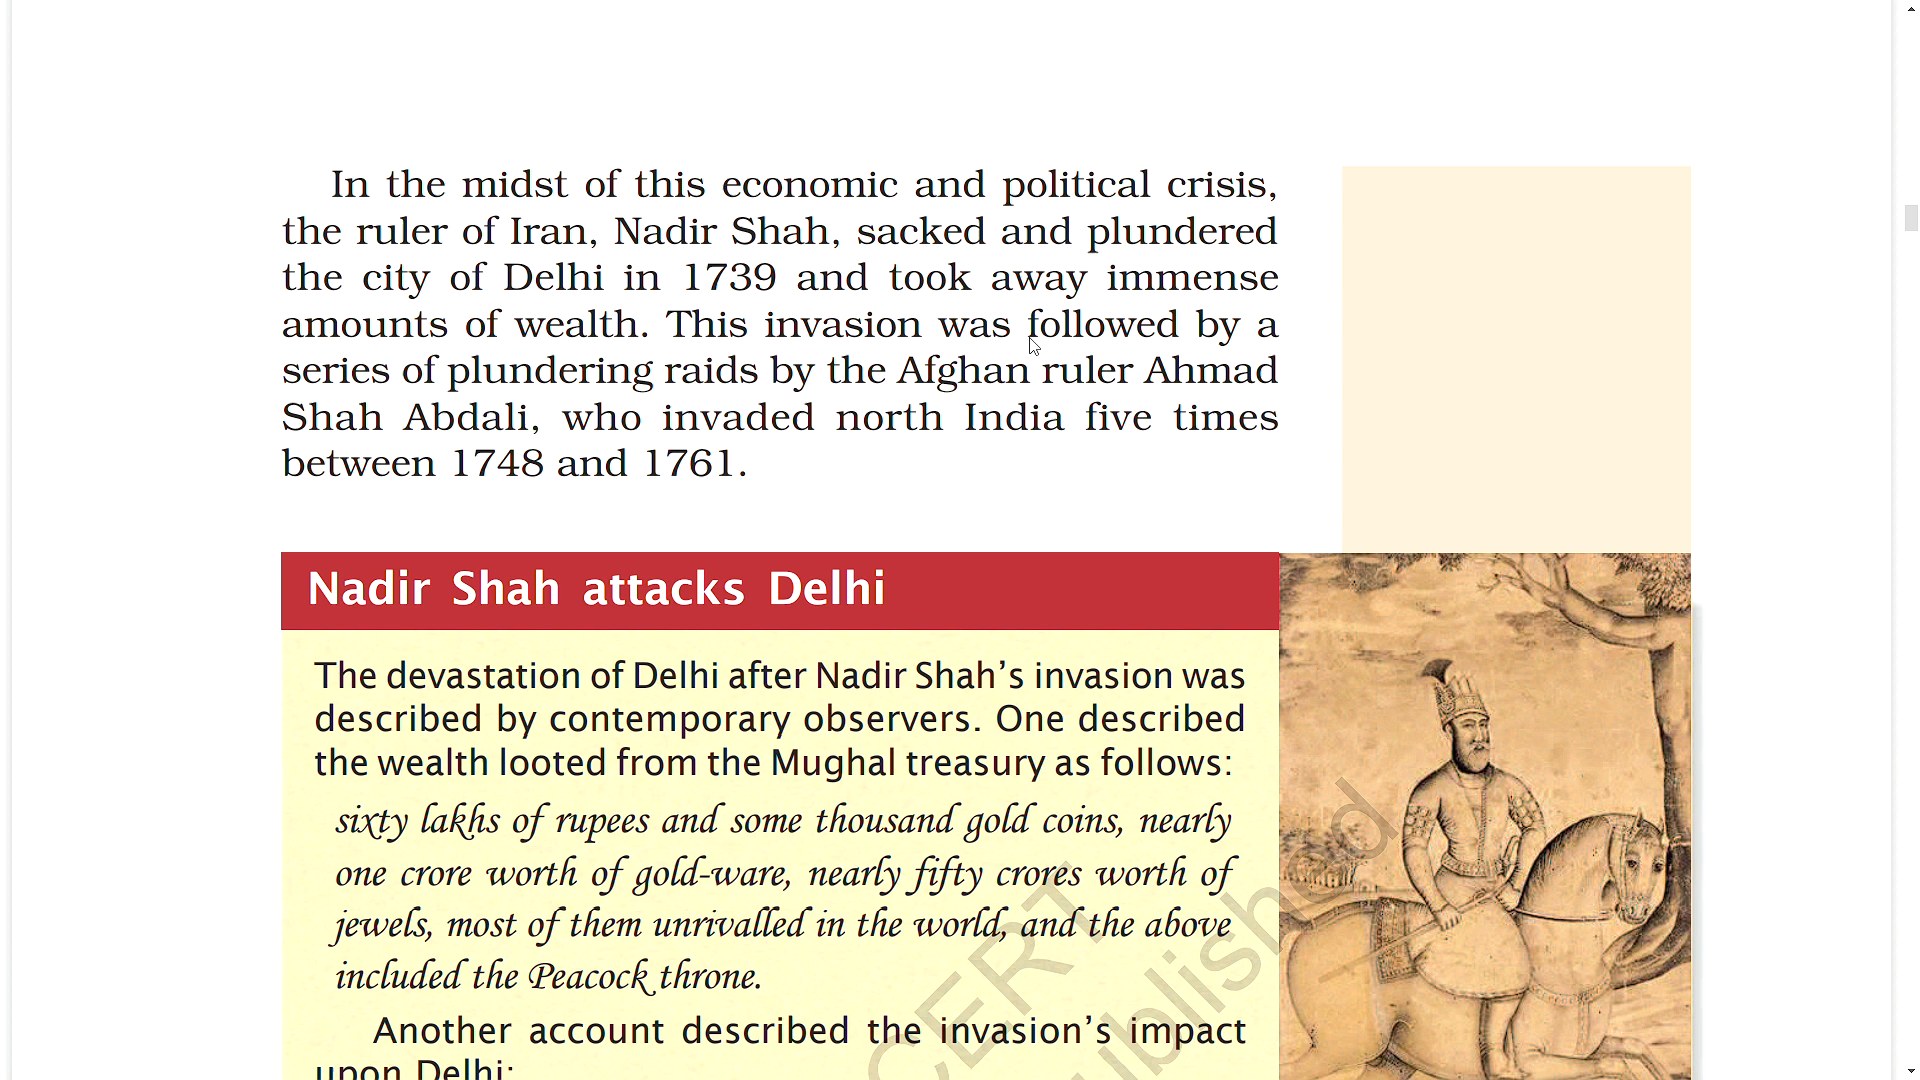 In the midst of this economic and political crisis,
the ruler of Iran, Nadir Shah, sacked and plundered
the city of Delhi in 1739 and took away immense
amounts of wealth. This invasion was followed by a
series of plundering raids by the Afghan ruler Ahmad
Shah Abdali, who invaded north India five times
between 1748 and 1761.
Nadir Shah attacks Delhi
The devastation of Delhi after Nadir Shah’s invasion was
described by contemporary observers. One described
the wealth looted from the Mughal treasury as follows:
sixty lakhs of rupees and some thousand gold coins, nearly
one crore worth of gold-ware, nearly fifty crores worth of
jewels, most of them unrivalled in the world, and the above
included the Peacock throne.
Another account described the invasion’s impact
upon Delhi: